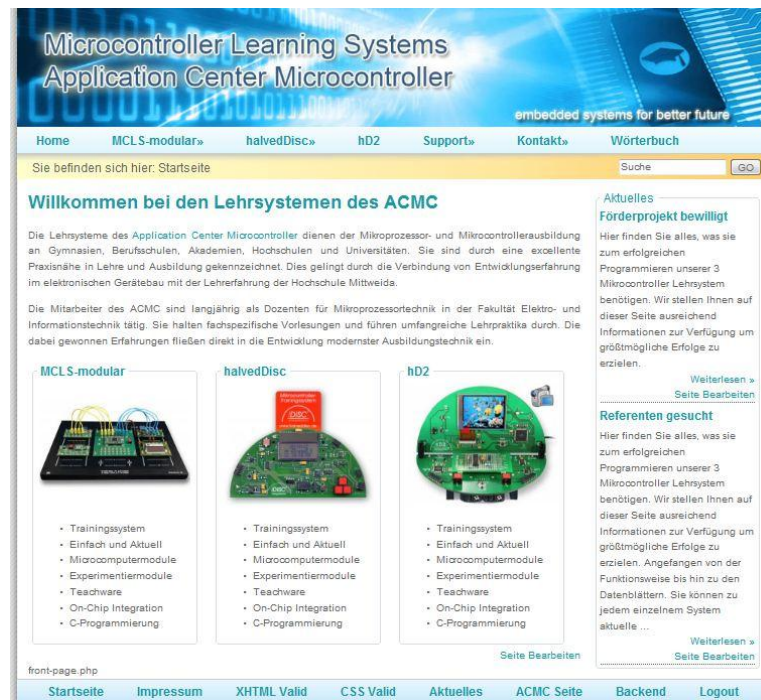 Microcontroller Learning Systems
Application Center Microcontroller
embedded systems for better future
Home MCLS-modular» halvedDisc» hD2 Support» Kontakt» Wörterbuch
Sie befinden sich hier: Startseite
Suche GO
Willkommen bei den Lehrsystemen des ACMC
Die Lehrsysteme des Application Center Microcontroller dienen der Mikroprozessor- und Mikrocontrollerausbildung
an Gymnasien, Berufsschulen, Akademien, Hochschulen und Universitäten. Sie sind durch eine excellente
Praxisnähe in Lehre und Ausbildung gekennzeichnet. Dies gelingt durch die Verbindung von Entwicklungserfahrung
im elektronischen Gerätebau mit der Lehrerfahrung der Hochschule Mittweida.
Die Mitarbeiter des ACMC sind langjährig als Dozenten für Mikroprozessortechnik in der Fakultät Elektro- und
Informationstechnik tätig. Sie halten fachspezifische Vorlesungen und führen umfangreiche Lehrpraktika durch. Die
dabei gewonnen Erfahrungen fließen direkt in die Entwicklung modernster Ausbildungstechnik ein.
MCLS-modular
Trainingssystem
Einfach und Aktuell
Microcomputermodule
Experimentiermodule
Teachware
On-Chip Integration
C-Programmierung
halvedDisc
Mikrocontroller-
Trainingssystem
Trainingssystem
Einfach und Aktuell
Microcomputermodule
Experimentiermodule
Teachware
On-Chip Integration
C-Programmierung
hD2
Trainingssystem
Einfach und Aktuell
Microcomputermodule
Experimentiermodule
Teachware
On-Chip Integration
C-Programmierung
Seite Bearbeiten
front-page.php
Aktuelles
Förderprojekt bewilligt
Hier finden Sie alles, was sie
zum erfolgreichen
Programmieren unserer 3
Mikrocontroller Lehrsystem
benötigen. Wir stellen Ihnen auf
dieser Seite ausreichend
Informationen zur Verfügung um
größtmögliche Erfolge zu
erzielen.
Weiterlesen »
Seite Bearbeiten
Referenten gesucht
Hier finden Sie alles, was sie
zum erfolgreichen
Programmieren unserer 3
Mikrocontroller Lehrsystem
benötigen. Wir stellen Ihnen auf
dieser Seite ausreichend
Informationen zur Verfügung um
größtmögliche Erfolge zu
erzielen. Angefangen von der
Funktionsweise bis hin zu den
Datenblättern. Sie können zu
jedem einzelnem System
aktuelle ...
Weiterlesen »
Seite Bearbeiten
Startseite Impressum XHTML Valid CSS Valid Aktuelles ACMC Seite Backend Logout